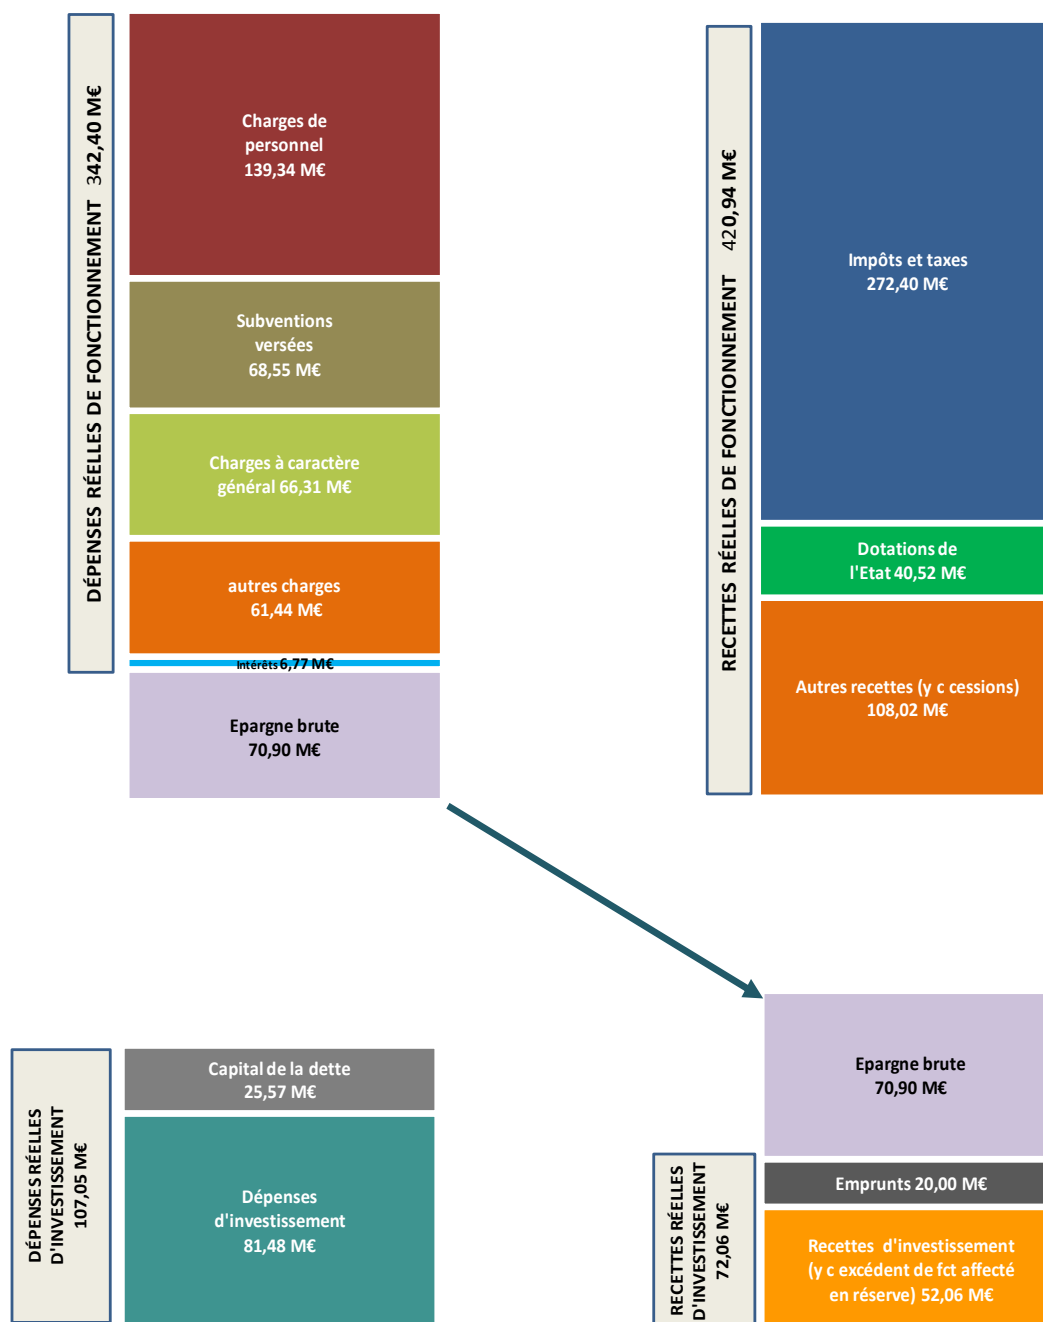 DÉPENSES RÉELLES DE FONCTIONNEMENT 342,40 M€
Charges de
personnel
139,34 M€
Subventions
versées
68,55 M€
Charges à caractère
général 66,31 M€
autres charges
61,44 M€
Intérêts 6,77 M€
Epargne brute
70,90 M€
RECETTES RÉELLES DE FONCTIONNEMENT 420,94 M€
Impôts et taxes
272,40 M€
Dotations de
l'Etat 40,52 M€
Autres recettes (y c cessions)
108,02 M€
DÉPENSES RÉELLES
D'INVESTISSEMENT
107,05 M€
Capital de la dette
25,57 M€
Dépenses
d'investissement
81,48 M€
Epargne brute
70,90 M€
RECETTES RÉELLES
D'INVESTISSEMENT
72,06 M€
Emprunts 20,00 M€
Recettes d'investissement
(y c excédent de fct affecté
en réserve) 52,06 M€